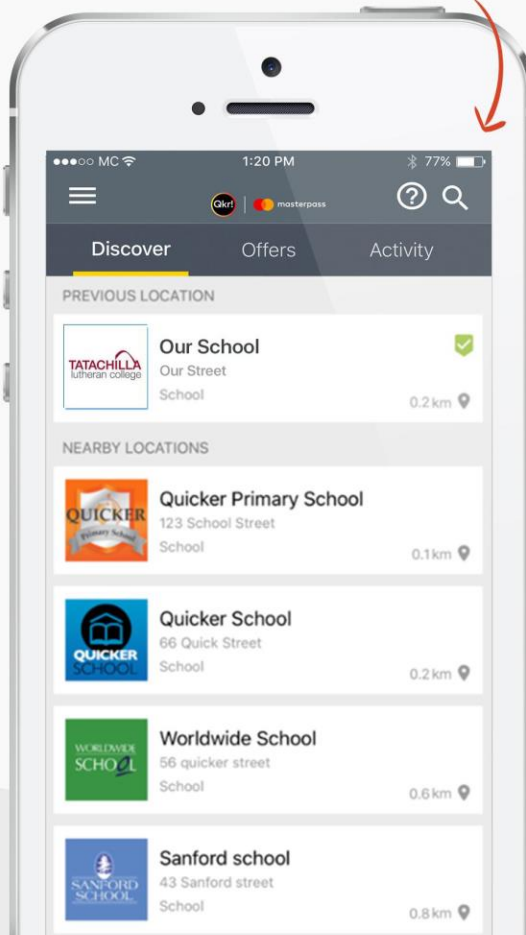 MC
1:20 PM
77%
Qkr!
masterpass
Discover
Offers
Activity
PREVIOUS LOCATION
TATACHILLA
lutheran college
Our School
Our Street
School
0.2 km
NEARBY LOCATIONS
QUICKER
Primary School
Quicker Primary School
123 School Street
School
0.1 km
QUICKER
SCHOOL
Quicker School
66 Quick Street
School
0.2 km
WORLDWIDE
SCHOOL
Worldwide School
56 quicker street
School
0.6 km
SANFORD
SCHOOL
Sanford school
43 Sanford street
School
0.8 km